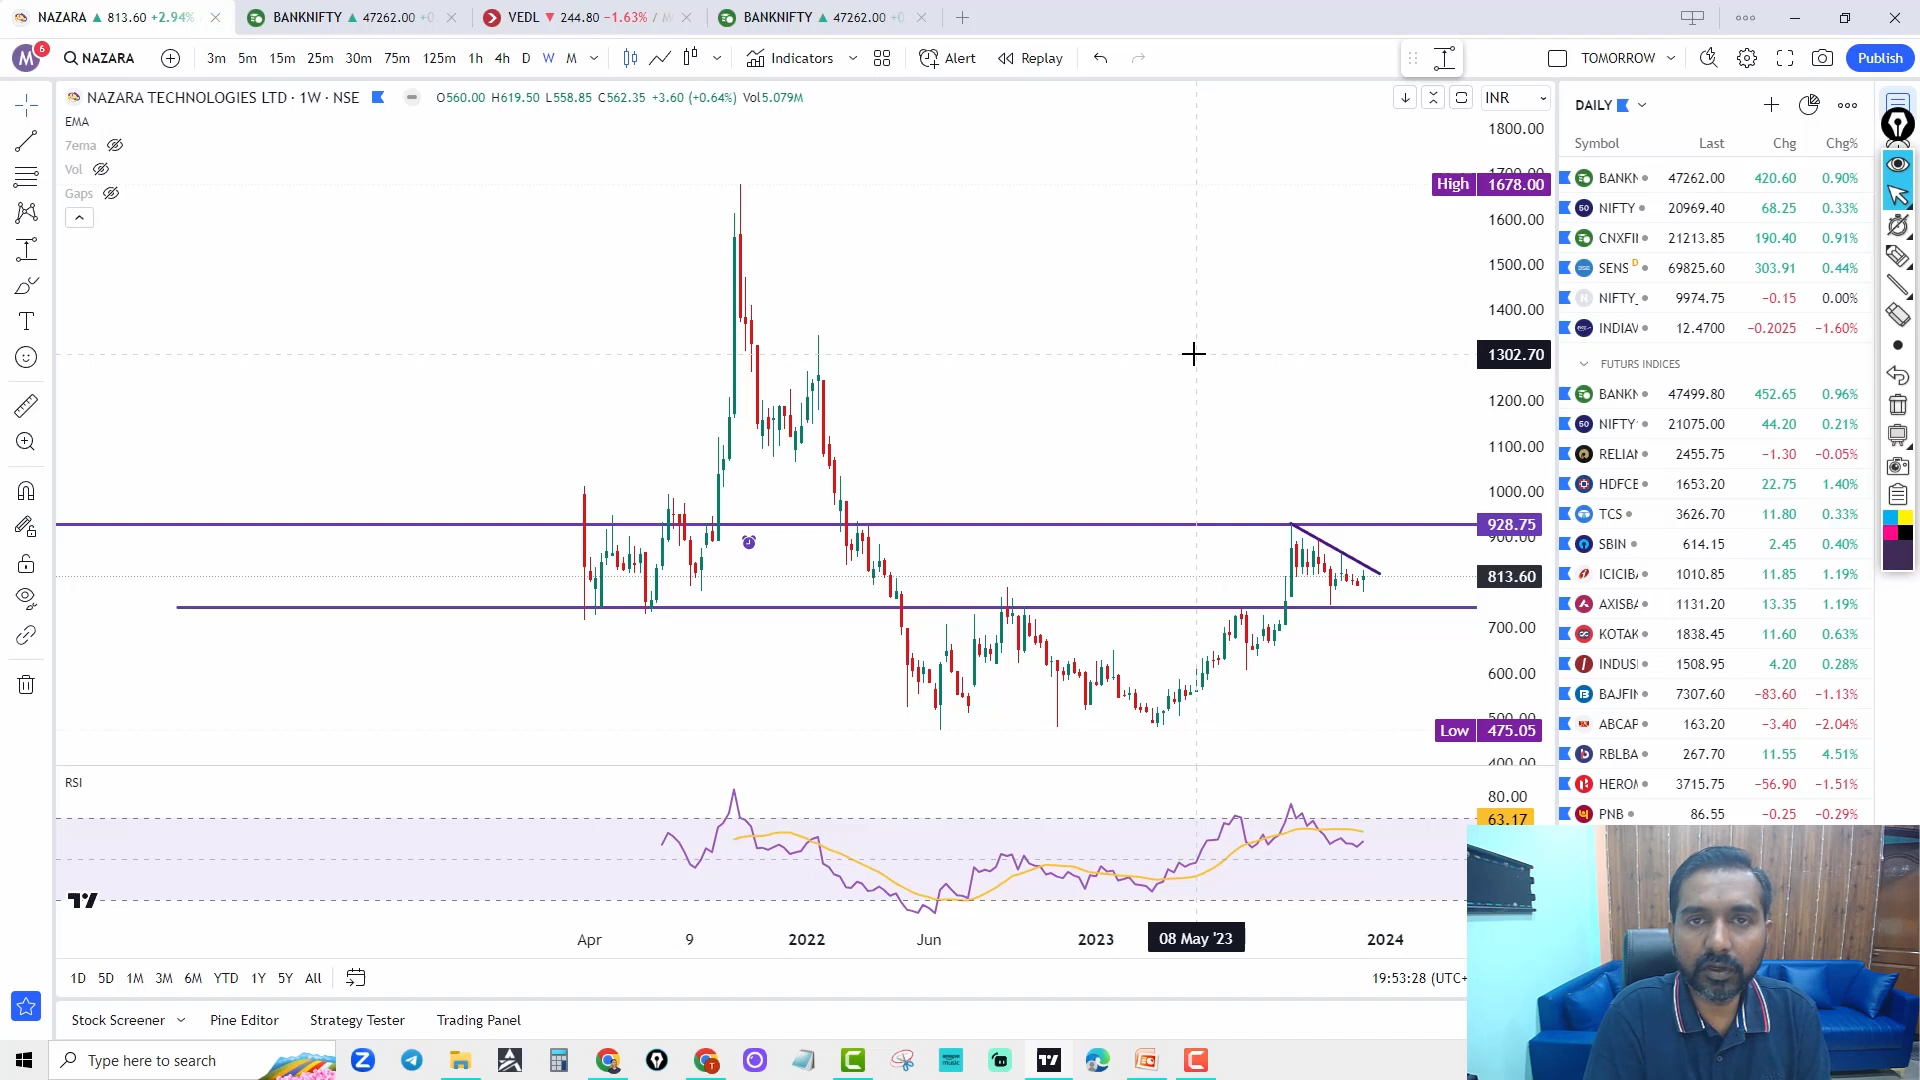 NAZARA ▲ 813.60 +2.94%
BANKNIFTY ▲ 47262.00 +0
VEDL ▼ 244.80 −1.63% /
BANKNIFTY ▲ 47262.00 +0
M 6 NAZARA 3m 5m 15m 25m 30m 75m 125m 1h 4h D W M Indicators Alert Replay TOMORROW Publish
NAZARA TECHNOLOGIES LTD · 1W · NSE O560.00 H619.50 L558.85 C562.35 +3.60 (+0.64%) Vol5.079M
EMA
7ema
Vol
Gaps
INR
1800.00
High 1678.00
1600.00
1500.00
1400.00
1302.70
1200.00
1100.00
1000.00
928.75
813.60
700.00
600.00
Low 475.05
RSI
80.00
63.17
Apr 9 2022 Jun 2023 08 May '23 2024
1D 5D 1M 3M 6M YTD 1Y 5Y All 19:53:28 (UTC+
Stock Screener Pine Editor Strategy Tester Trading Panel
DAILY
Symbol Last Chg Chg%
BANKN 47262.00 420.60 0.90%
50 NIFTY 20969.40 68.25 0.33%
CNXFII 21213.85 190.40 0.91%
SENS D 69825.60 303.91 0.44%
N NIFTY_ 9974.75 −0.15 0.00%
INDIAV 12.4700 −0.2025 −1.60%
FUTURS INDICES
BANKN 47499.80 452.65 0.96%
50 NIFTY 21075.00 44.20 0.21%
RELIAN 2455.75 −1.30 −0.05%
HDFCB 1653.20 22.75 1.40%
TCS 3626.70 11.80 0.33%
SBIN 614.15 2.45 0.40%
ICICIB 1010.85 11.85 1.19%
AXISBA 1131.20 13.35 1.19%
KOTAK 1838.45 11.60 0.63%
INDUSI 1508.95 4.20 0.28%
BAJFIN 7307.60 −83.60 −1.13%
ABCAP 163.20 −3.40 −2.04%
RBLBA 267.70 11.55 4.51%
HEROM 3715.75 −56.90 −1.51%
PNB 86.55 −0.25 −0.29%
Type here to search